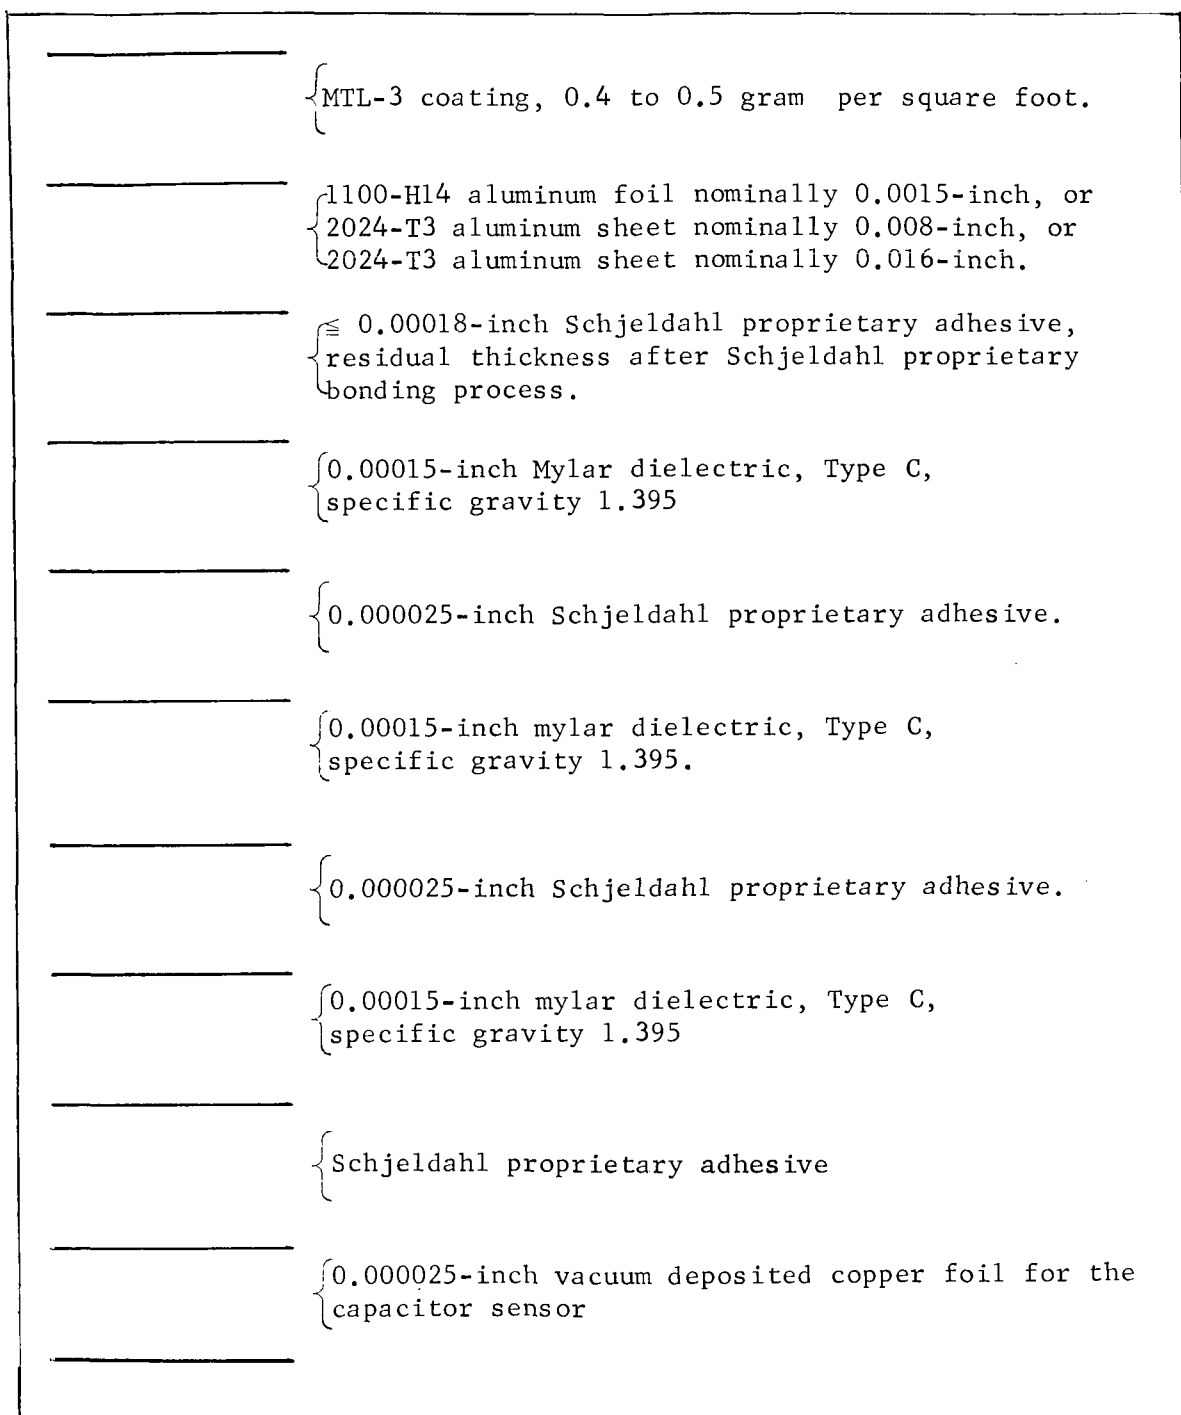 MTL-3 coating, 0.4 to 0.5 gram per square foot.
1100-H14 aluminum foil nominally 0.0015-inch, or
2024-T3 aluminum sheet nominally 0.008-inch, or
2024-T3 aluminum sheet nominally 0.016-inch.
≦ 0.00018-inch Schjeldahl proprietary adhesive,
residual thickness after Schjeldahl proprietary
bonding process.
0.00015-inch Mylar dielectric, Type C,
specific gravity 1.395
0.000025-inch Schjeldahl proprietary adhesive.
0.00015-inch mylar dielectric, Type C,
specific gravity 1.395.
0.000025-inch Schjeldahl proprietary adhesive.
0.00015-inch mylar dielectric, Type C,
specific gravity 1.395
Schjeldahl proprietary adhesive
0.000025-inch vacuum deposited copper foil for the
capacitor sensor